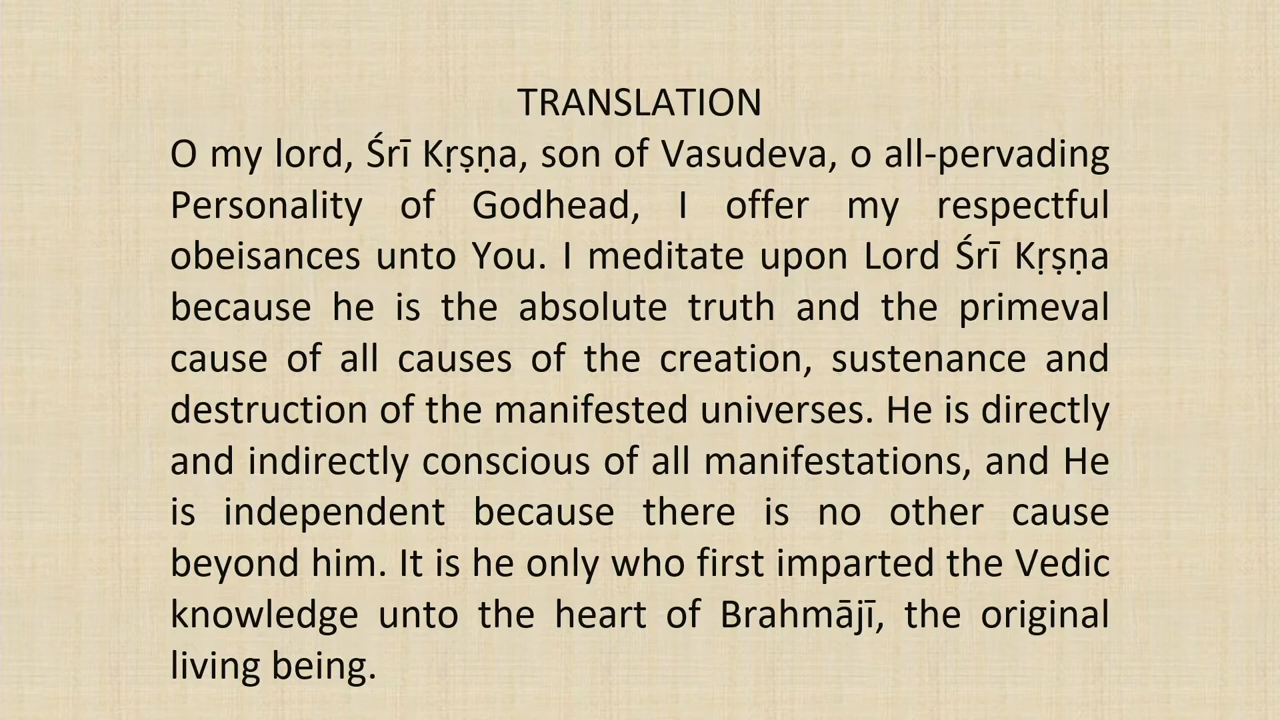 TRANSLATION
O my lord, Śrī Kṛṣṇa, son of Vasudeva, o all-pervading
Personality of Godhead, I offer my respectful
obeisances unto You. I meditate upon Lord Śrī Kṛṣṇa
because he is the absolute truth and the primeval
cause of all causes of the creation, sustenance and
destruction of the manifested universes. He is directly
and indirectly conscious of all manifestations, and He
is independent because there is no other cause
beyond him. It is he only who first imparted the Vedic
knowledge unto the heart of Brahmājī, the original
living being.